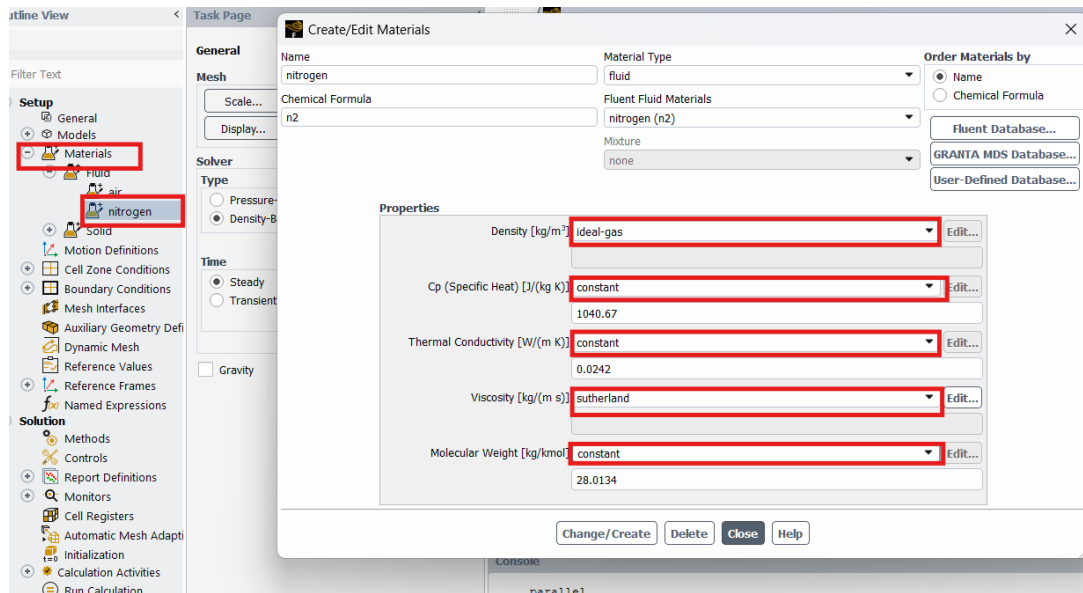 utline View <
Filter Text
Setup
General
Models
Materials
Fluid
air
nitrogen
Solid
Motion Definitions
Cell Zone Conditions
Boundary Conditions
Mesh Interfaces
Auxiliary Geometry Defi
Dynamic Mesh
Reference Values
Reference Frames
Named Expressions
Solution
Methods
Controls
Report Definitions
Monitors
Cell Registers
Automatic Mesh Adapti
Initialization
Calculation Activities
Run Calculation
Task Page
General
Mesh
Scale...
Display...
Solver
Type
Pressure-
Density-B
Time
Steady
Transient
Gravity
Create/Edit Materials
Name
nitrogen
Chemical Formula
n2
Material Type
fluid
Fluent Fluid Materials
nitrogen (n2)
Mixture
none
Order Materials by
Name
Chemical Formula
Fluent Database...
GRANTA MDS Database...
User-Defined Database...
Properties
Density [kg/m³] ideal-gas Edit...
Cp (Specific Heat) [J/(kg K)] constant Edit...
1040.67
Thermal Conductivity [W/(m K)] constant Edit...
0.0242
Viscosity [kg/(m s)] sutherland Edit...
Molecular Weight [kg/kmol] constant Edit...
28.0134
Change/Create Delete Close Help
Console
parallel